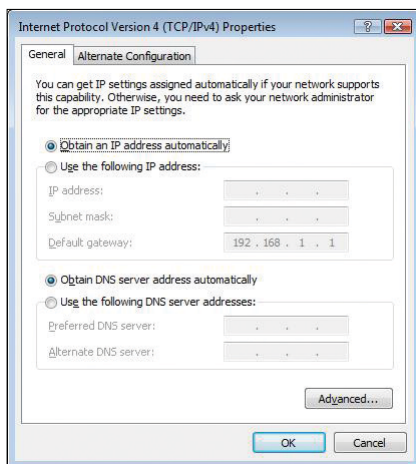 Internet Protocol Version 4 (TCP/IPv4) Properties
General
Alternate Configuration
You can get IP settings assigned automatically if your network supports
this capability. Otherwise, you need to ask your network administrator
for the appropriate IP settings.
Obtain an IP address automatically
Use the following IP address:
IP address:
Subnet mask:
Default gateway:
192 . 168 . 1 . 1
Obtain DNS server address automatically
Use the following DNS server addresses:
Preferred DNS server:
Alternate DNS server:
Advanced...
OK
Cancel